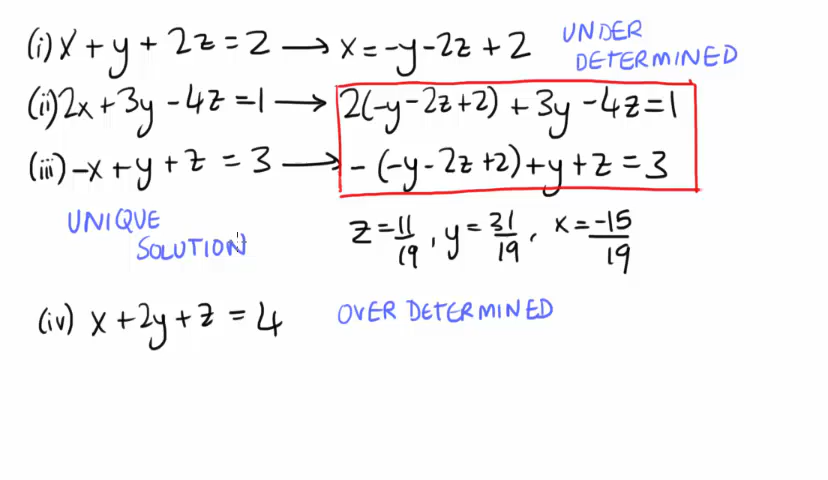 (i) x + y + 2z = 2 → x = -y - 2z + 2 UNDER DETERMINED
(ii) 2x + 3y - 4z = 1 → 2(-y - 2z + 2) + 3y - 4z = 1
(iii) -x + y + z = 3 → - (-y - 2z + 2) + y + z = 3
UNIQUE SOLUTION
z = 11/19, y = 31/19, x = -15/19
(iv) x + 2y + z = 4 OVER DETERMINED